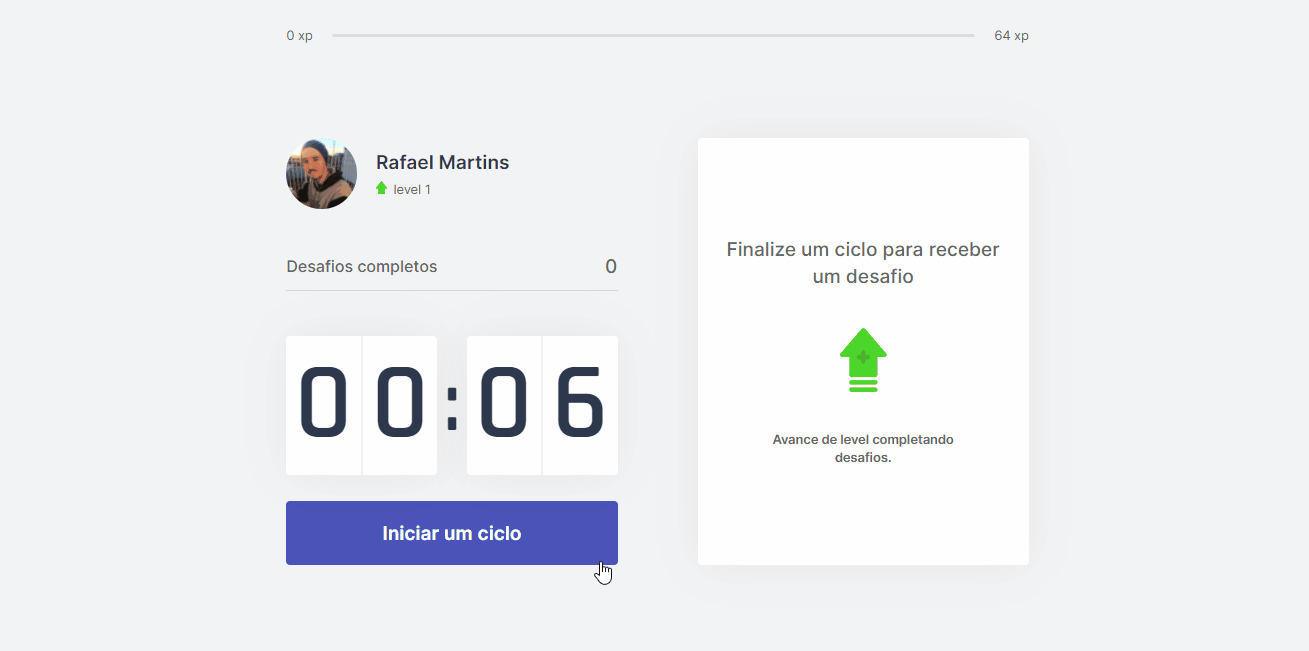 0 xp
64 xp
Rafael Martins
level 1
Desafios completos
0
00:06
Iniciar um ciclo
Finalize um ciclo para receber
um desafio
Avance de level completando
desafios.